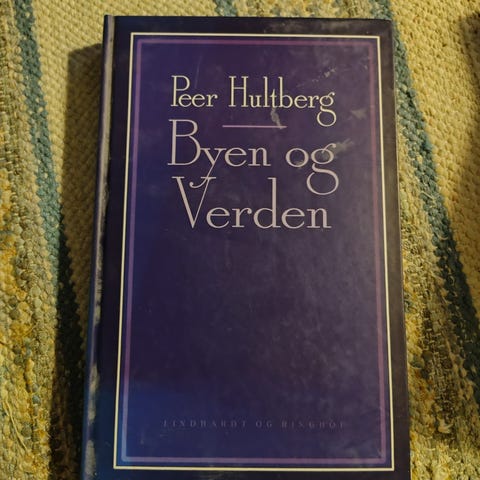 Peer Hultberg
Byen og
Verden
LINDHARDT OG RINGHOF